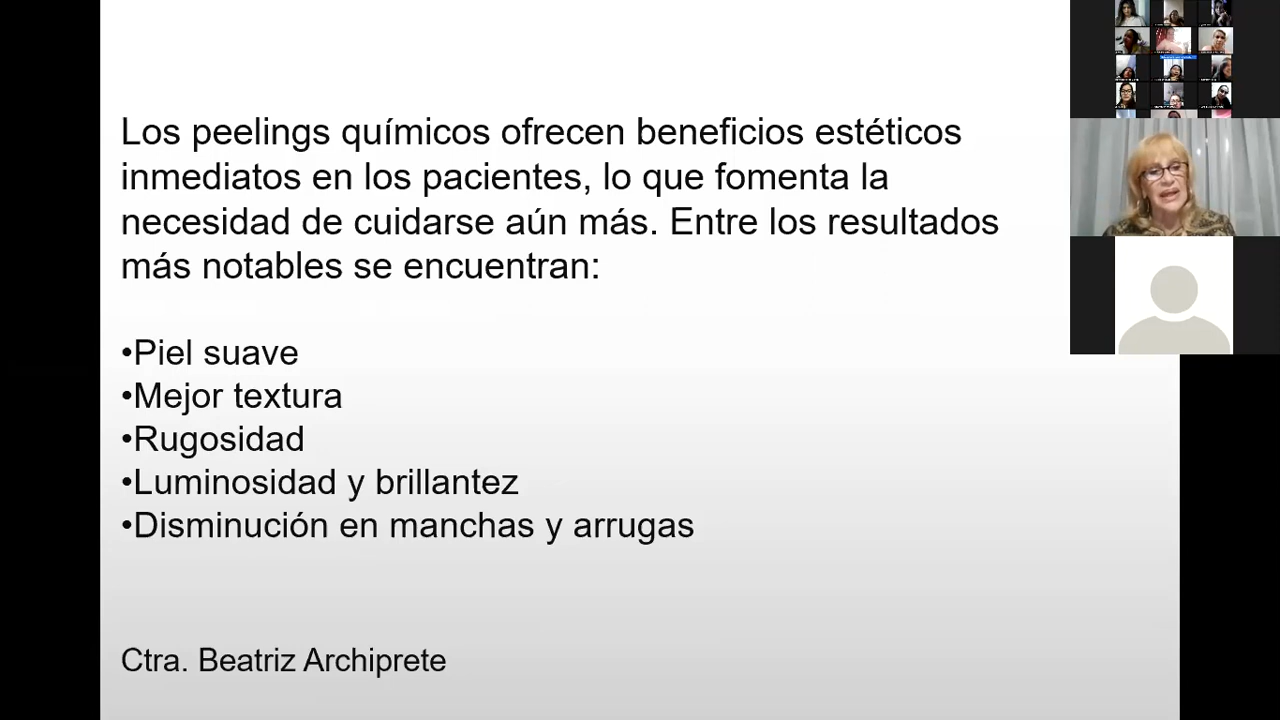 Los peelings químicos ofrecen beneficios estéticos
inmediatos en los pacientes, lo que fomenta la
necesidad de cuidarse aún más. Entre los resultados
más notables se encuentran:
•Piel suave
•Mejor textura
•Rugosidad
•Luminosidad y brillantez
•Disminución en manchas y arrugas
Ctra. Beatriz Archiprete